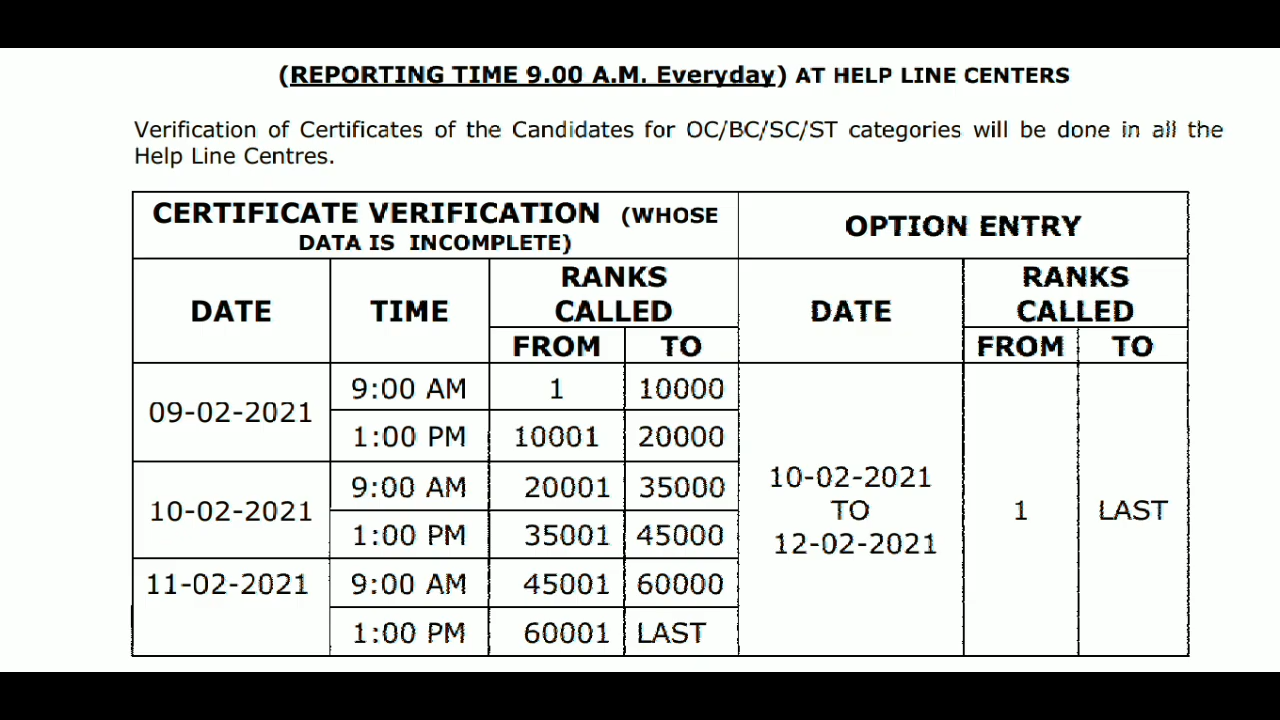 (REPORTING TIME 9.00 A.M. Everyday) AT HELP LINE CENTERS
Verification of Certificates of the Candidates for OC/BC/SC/ST categories will be done in all the
Help Line Centres.
CERTIFICATE VERIFICATION (WHOSE
DATA IS INCOMPLETE)
OPTION ENTRY
DATE
TIME
RANKS
CALLED
FROM TO
DATE
RANKS
CALLED
FROM TO
09-02-2021
9:00 AM 1 10000
1:00 PM 10001 20000
10-02-2021
9:00 AM 20001 35000
1:00 PM 35001 45000
11-02-2021
9:00 AM 45001 60000
1:00 PM 60001 LAST
10-02-2021
TO
12-02-2021
1 LAST